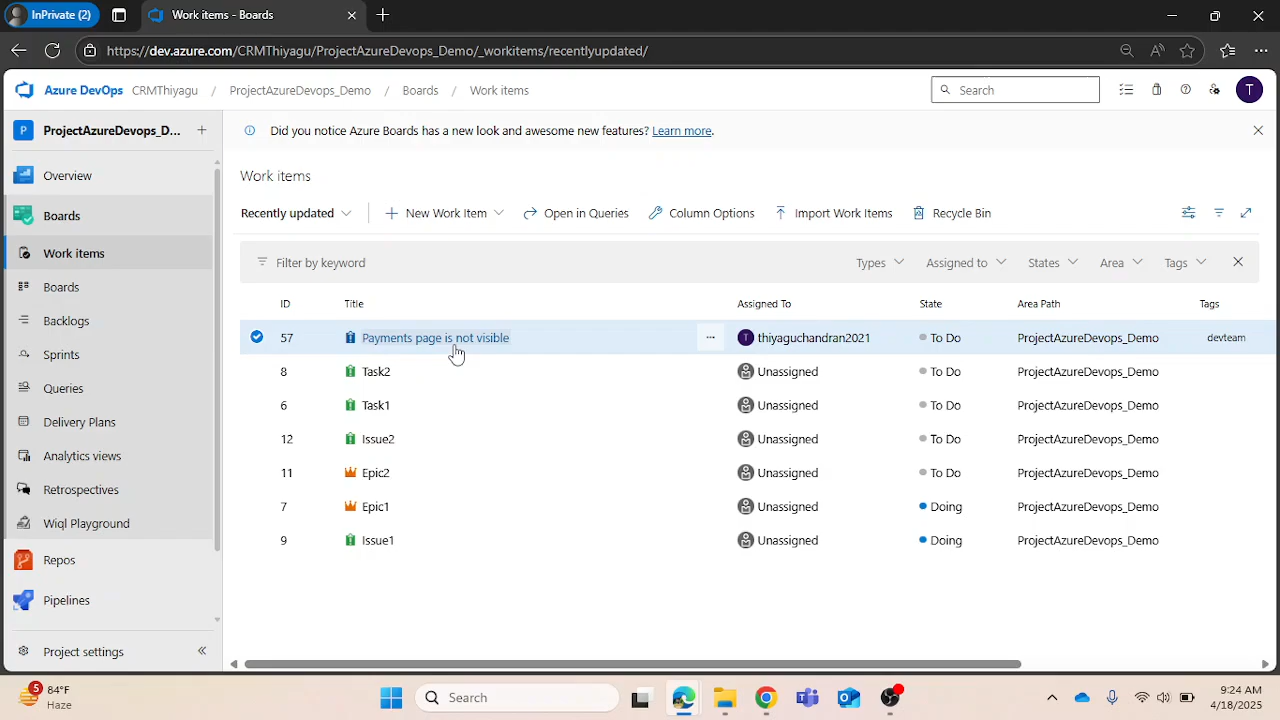 InPrivate (2)
Work items - Boards
https://dev.azure.com/CRMThiyagu/ProjectAzureDevops_Demo/_workitems/recentlyupdated/
Azure DevOps CRMThiyagu / ProjectAzureDevops_Demo / Boards / Work items
Search
T
P ProjectAzureDevops_D...
Did you notice Azure Boards has a new look and awesome new features? Learn more.
Overview
Boards
Work items
Boards
Backlogs
Sprints
Queries
Delivery Plans
Analytics views
Retrospectives
Wiql Playground
Repos
Pipelines
Project settings
Work items
Recently updated New Work Item Open in Queries Column Options Import Work Items Recycle Bin
Filter by keyword Types Assigned to States Area Tags
ID Title Assigned To State Area Path Tags
57 Payments page is not visible ... T thiyaguchandran2021 To Do ProjectAzureDevops_Demo devteam
8 Task2 Unassigned To Do ProjectAzureDevops_Demo
6 Task1 Unassigned To Do ProjectAzureDevops_Demo
12 Issue2 Unassigned To Do ProjectAzureDevops_Demo
11 Epic2 Unassigned To Do ProjectAzureDevops_Demo
7 Epic1 Unassigned Doing ProjectAzureDevops_Demo
9 Issue1 Unassigned Doing ProjectAzureDevops_Demo
5 84°F
Haze
Search
9:24 AM
4/18/2025